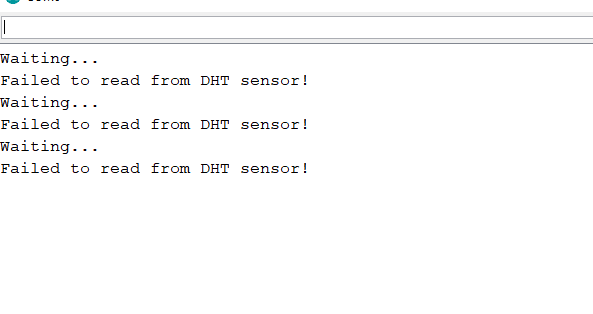 Waiting...
Failed to read from DHT sensor!
Waiting...
Failed to read from DHT sensor!
Waiting...
Failed to read from DHT sensor!